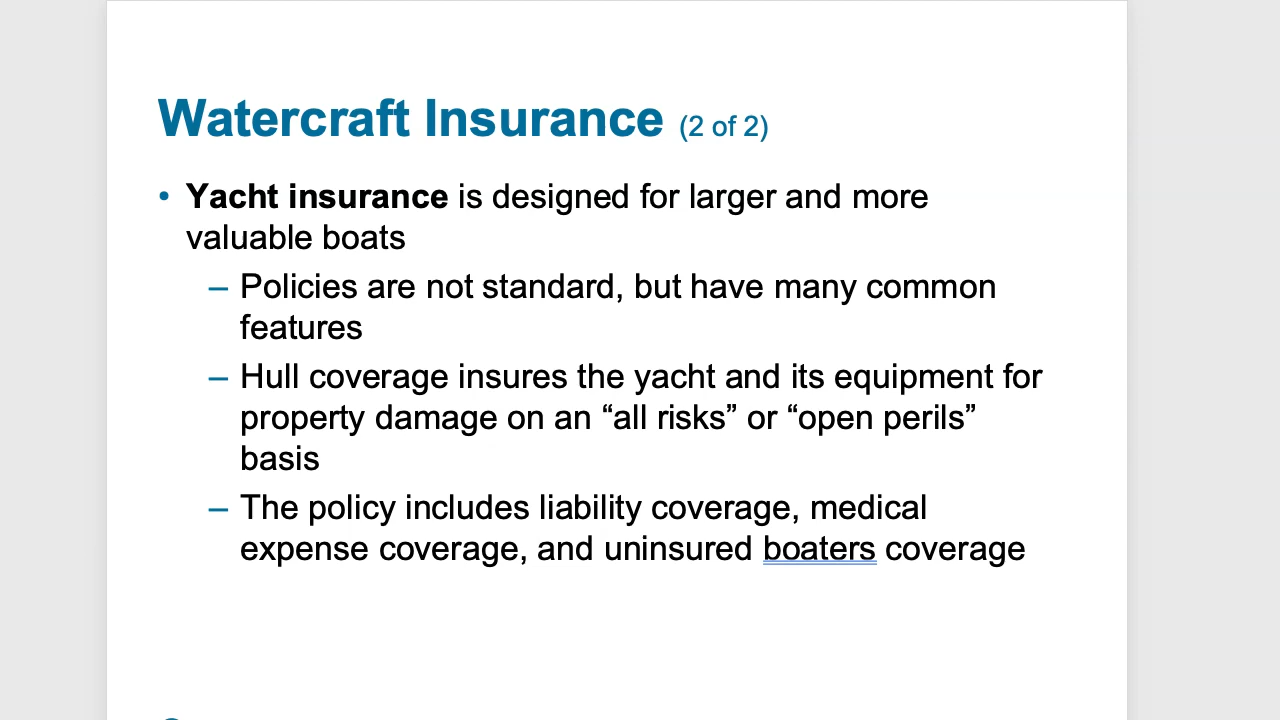 Watercraft Insurance (2 of 2)
• Yacht insurance is designed for larger and more
valuable boats
– Policies are not standard, but have many common
features
– Hull coverage insures the yacht and its equipment for
property damage on an “all risks” or “open perils”
basis
– The policy includes liability coverage, medical
expense coverage, and uninsured boaters coverage